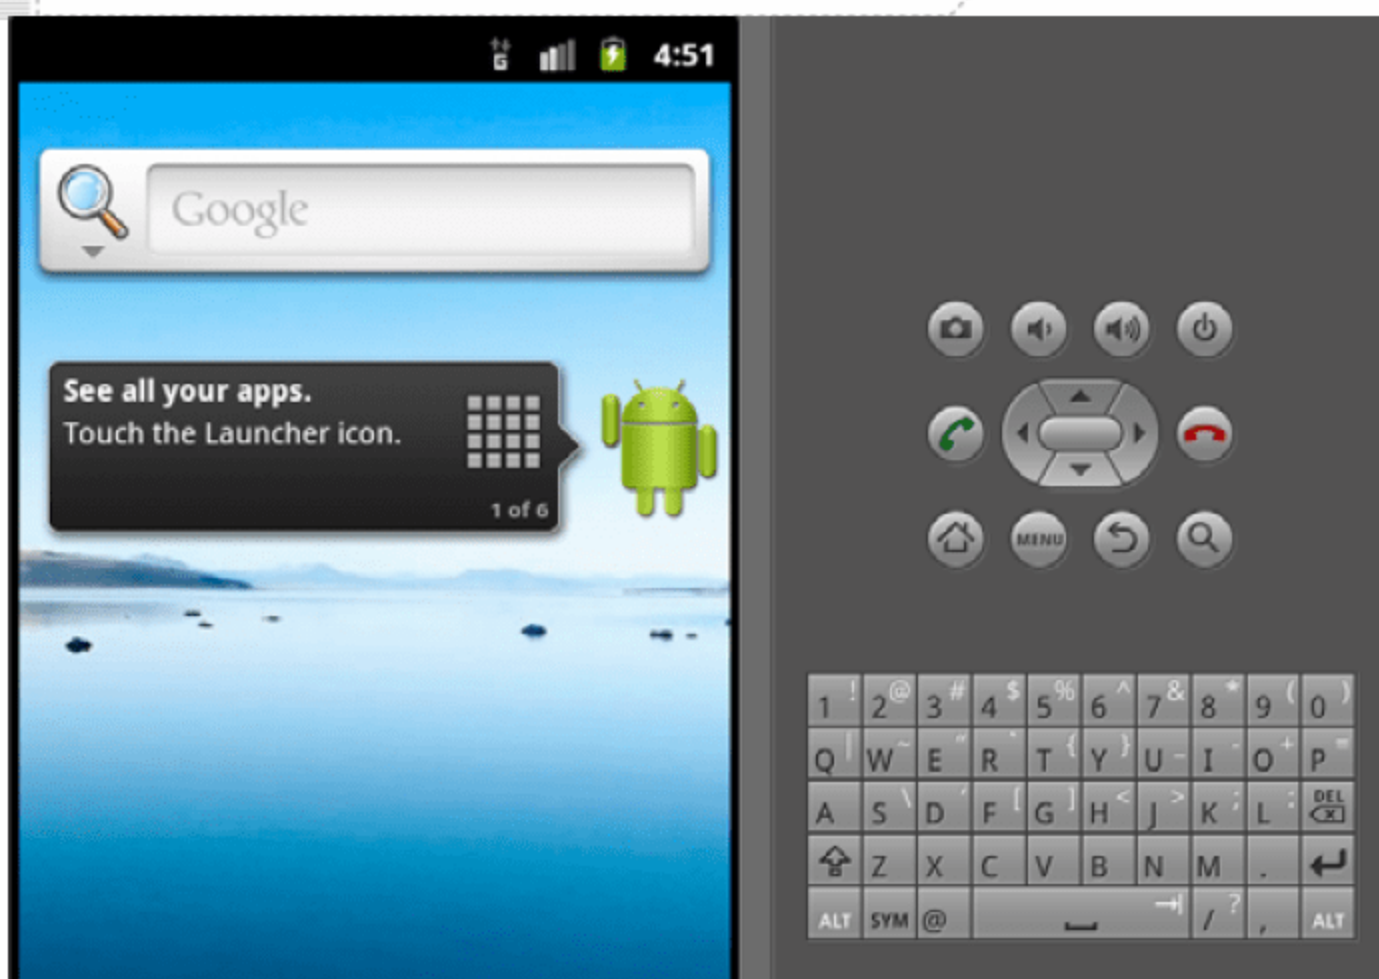 G
4:51
Google
See all your apps.
Touch the Launcher icon.
1 of 6
MENU
1 ! 2 @ 3 # 4 $ 5 % 6 ^ 7 & 8 * 9 ( 0 )
Q | W ~ E " R ` T { Y } U _ I - O + P =
A S \ D ' F [ G ] H < J > K ; L : DEL
Z X C V B N M .
ALT SYM @ / ? , ALT